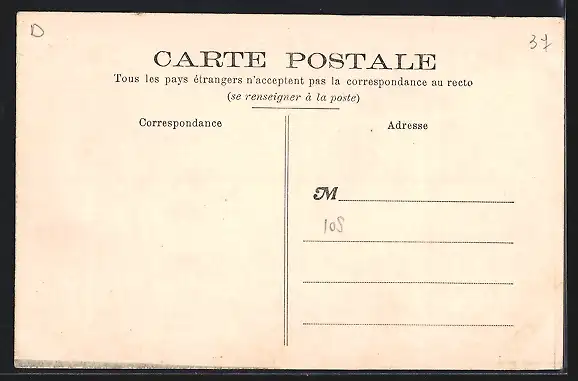 D
37
CARTE POSTALE
Tous les pays étrangers n'acceptent pas la correspondance au recto
(se renseigner à la poste)
Correspondance
Adresse
M
105